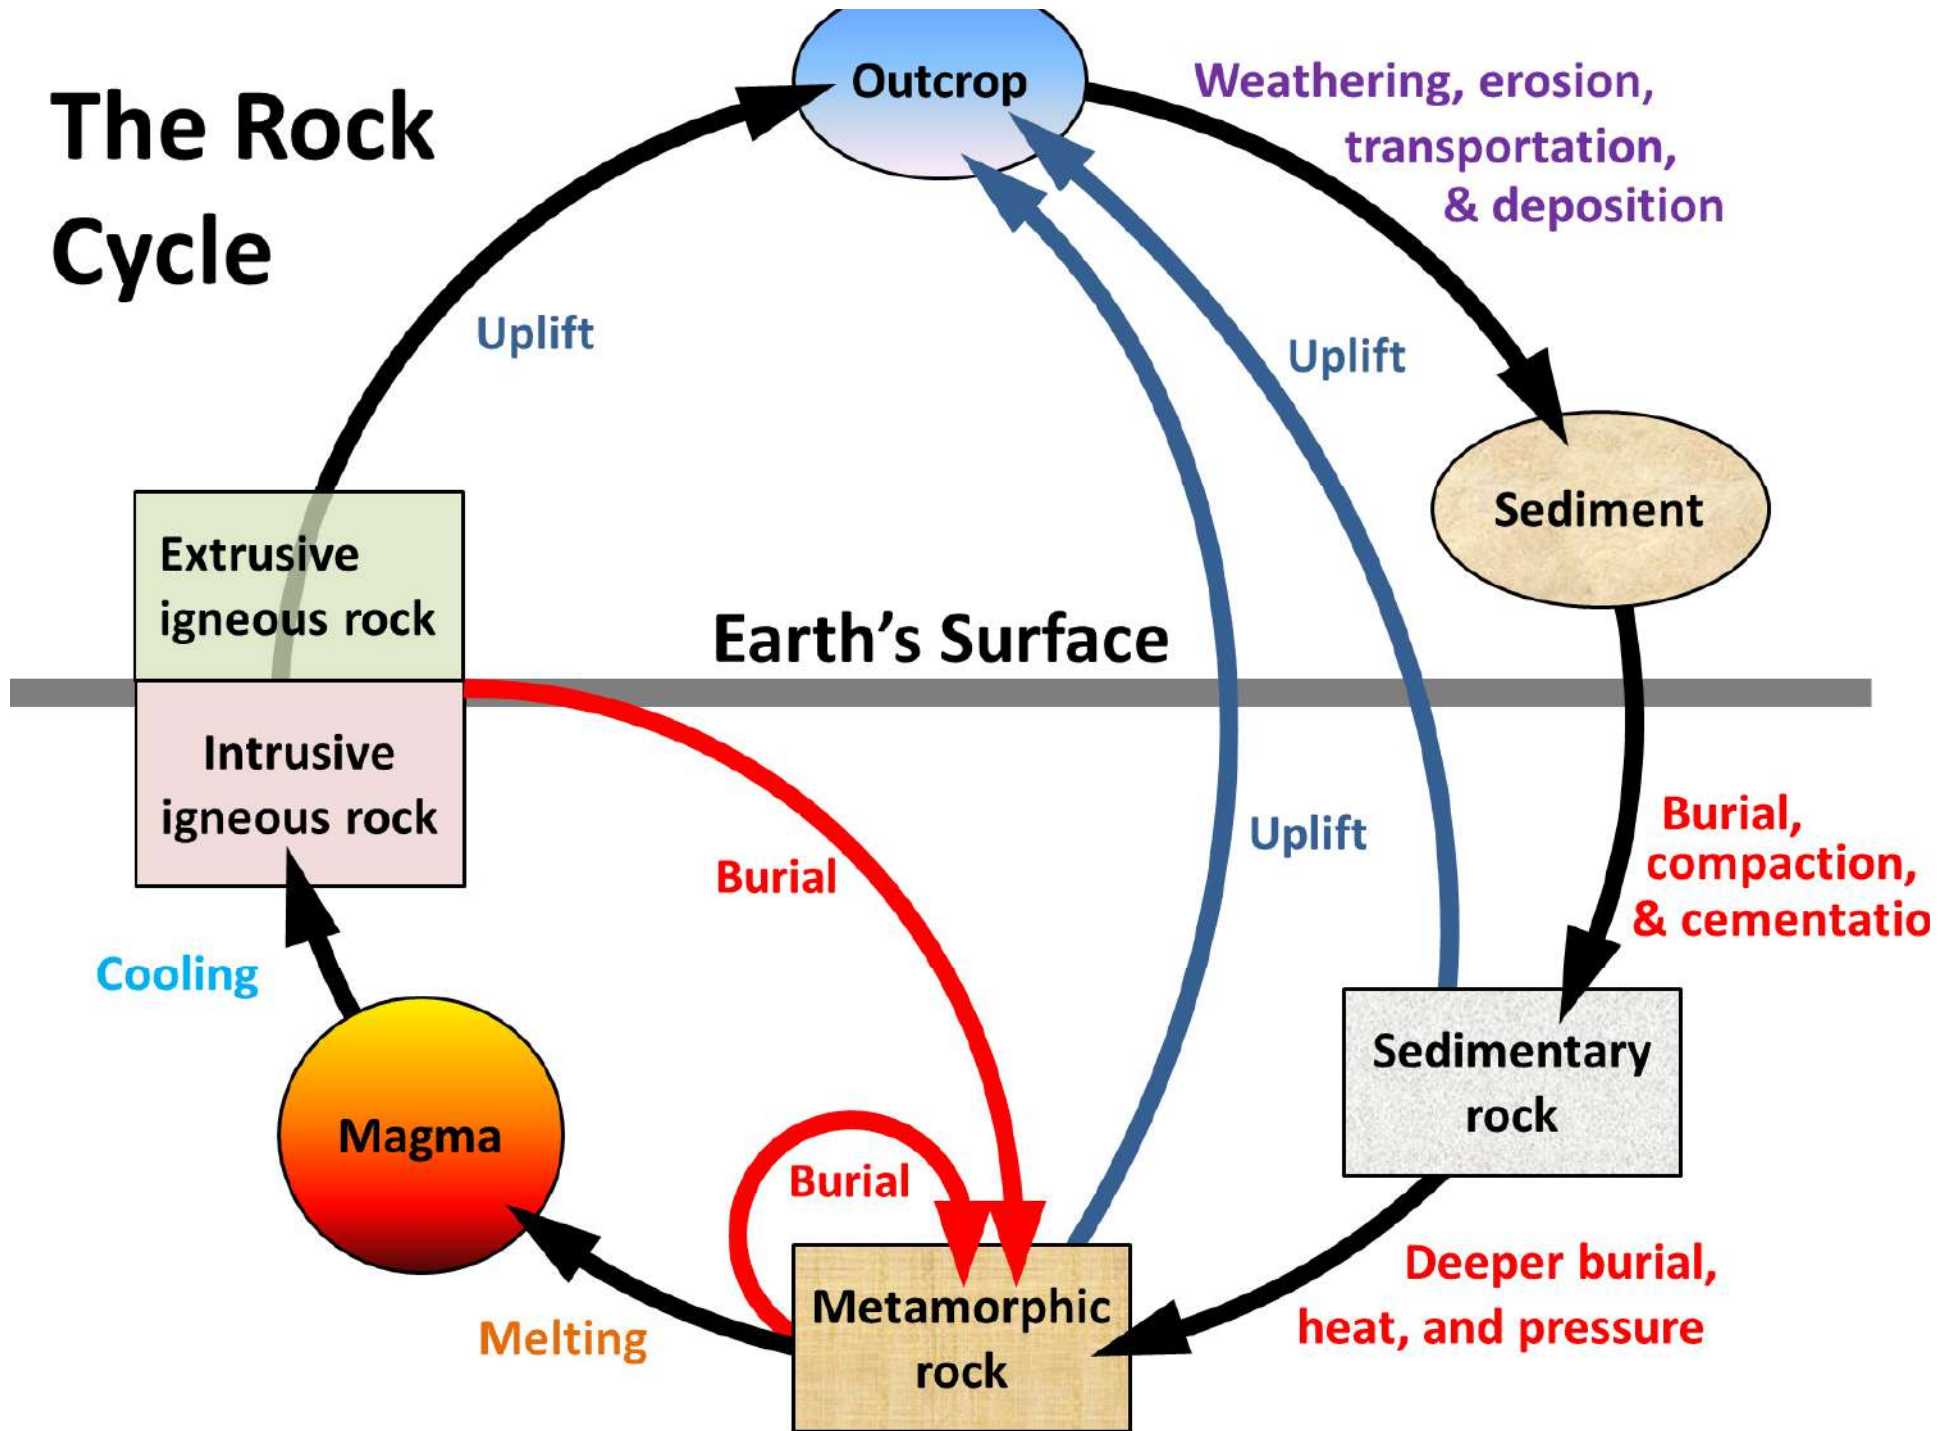 The Rock
Cycle
Outcrop
Weathering, erosion,
transportation,
& deposition
Uplift
Uplift
Sediment
Extrusive
igneous rock
Earth's Surface
Intrusive
igneous rock
Burial,
compaction,
& cementatio
Uplift
Burial
Cooling
Sedimentary
rock
Magma
Burial
Deeper burial,
heat, and pressure
Metamorphic
rock
Melting